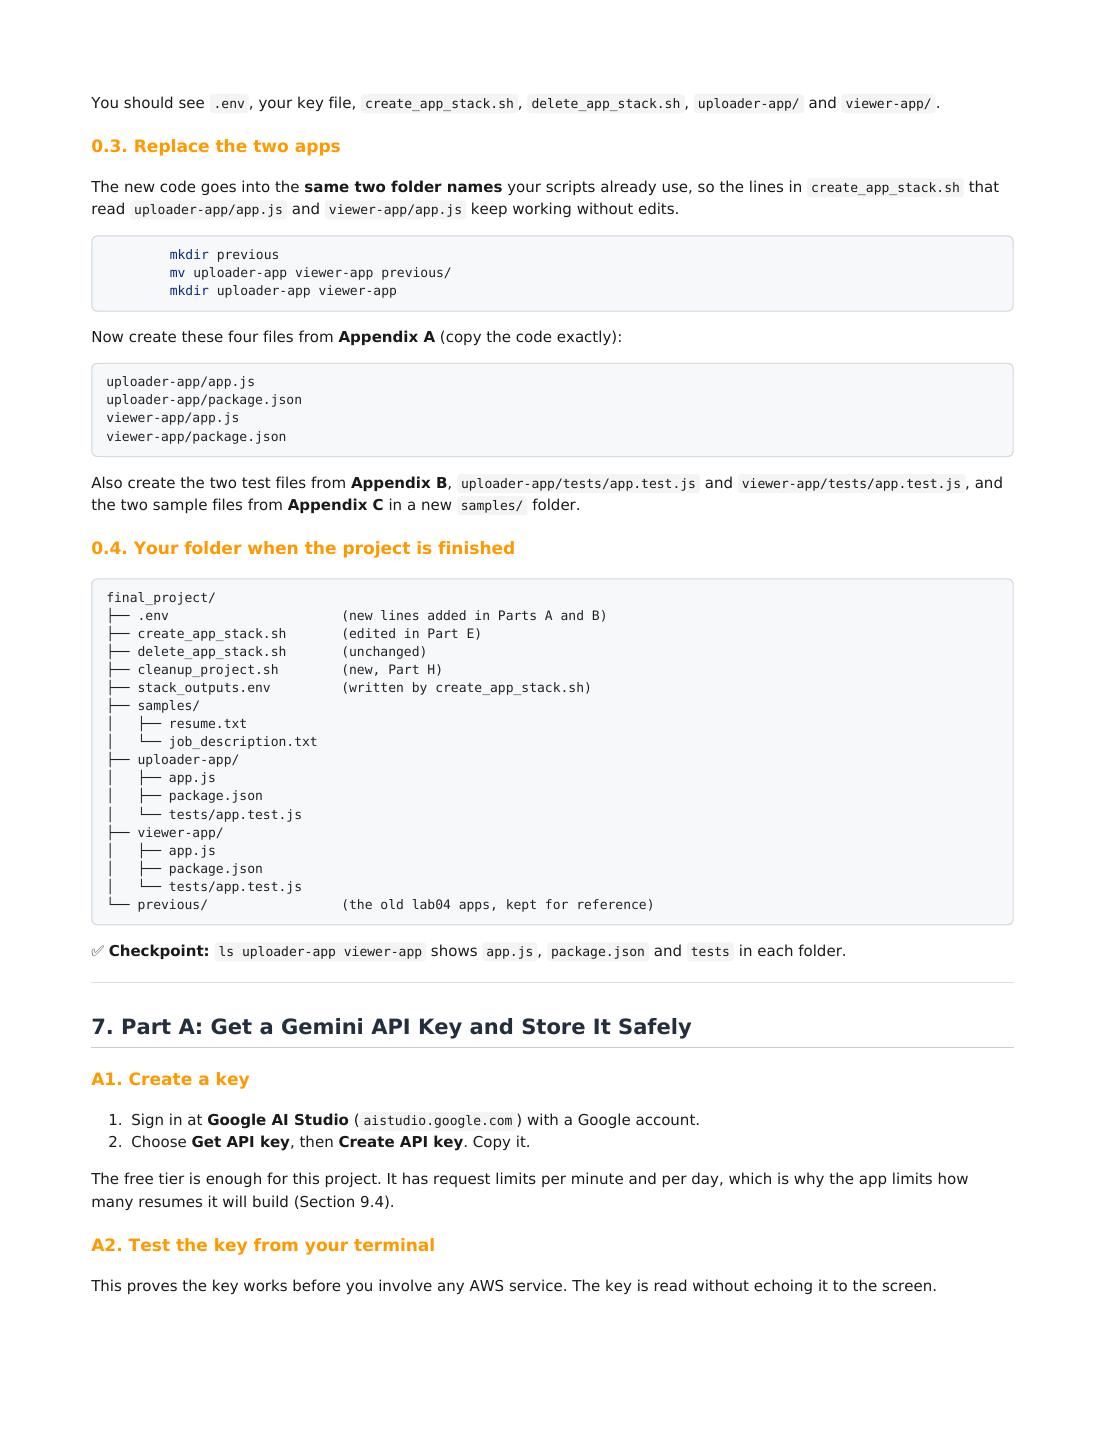 You should see .env, your key file, create_app_stack.sh, delete_app_stack.sh, uploader-app/ and viewer-app/.
0.3. Replace the two apps
The new code goes into the same two folder names your scripts already use, so the lines in create_app_stack.sh that
read uploader-app/app.js and viewer-app/app.js keep working without edits.
mkdir previous
mv uploader-app viewer-app previous/
mkdir uploader-app viewer-app
Now create these four files from Appendix A (copy the code exactly):
uploader-app/app.js
uploader-app/package.json
viewer-app/app.js
viewer-app/package.json
Also create the two test files from Appendix B, uploader-app/tests/app.test.js and viewer-app/tests/app.test.js, and
the two sample files from Appendix C in a new samples/ folder.
0.4. Your folder when the project is finished
final_project/
├── .env                      (new lines added in Parts A and B)
├── create_app_stack.sh       (edited in Part E)
├── delete_app_stack.sh       (unchanged)
├── cleanup_project.sh        (new, Part H)
├── stack_outputs.env         (written by create_app_stack.sh)
├── samples/
│   ├── resume.txt
│   └── job_description.txt
├── uploader-app/
│   ├── app.js
│   ├── package.json
│   └── tests/app.test.js
├── viewer-app/
│   ├── app.js
│   ├── package.json
│   └── tests/app.test.js
└── previous/                 (the old lab04 apps, kept for reference)
✅ Checkpoint: ls uploader-app viewer-app shows app.js, package.json and tests in each folder.
7. Part A: Get a Gemini API Key and Store It Safely
A1. Create a key
1. Sign in at Google AI Studio (aistudio.google.com) with a Google account.
2. Choose Get API key, then Create API key. Copy it.
The free tier is enough for this project. It has request limits per minute and per day, which is why the app limits how
many resumes it will build (Section 9.4).
A2. Test the key from your terminal
This proves the key works before you involve any AWS service. The key is read without echoing it to the screen.